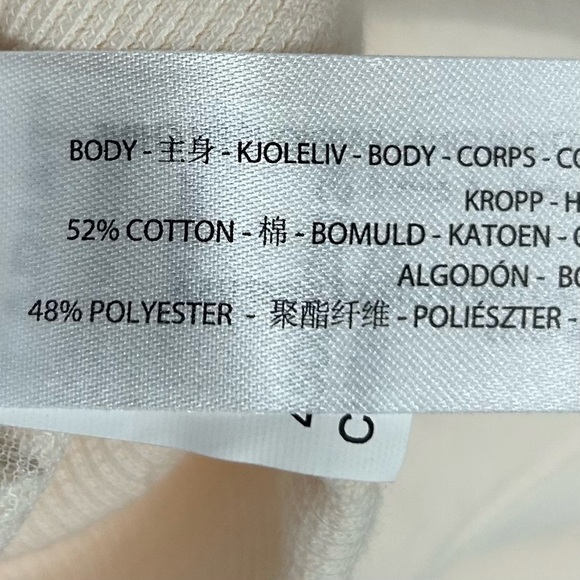 BODY - 主身 - KJOLELIV - BODY - CORPS -
KROPP -
52% COTTON - 棉 - BOMULD - KATOEN -
ALGODÓN -
48% POLYESTER - 聚酯纤维 - POLIÉSZTER -